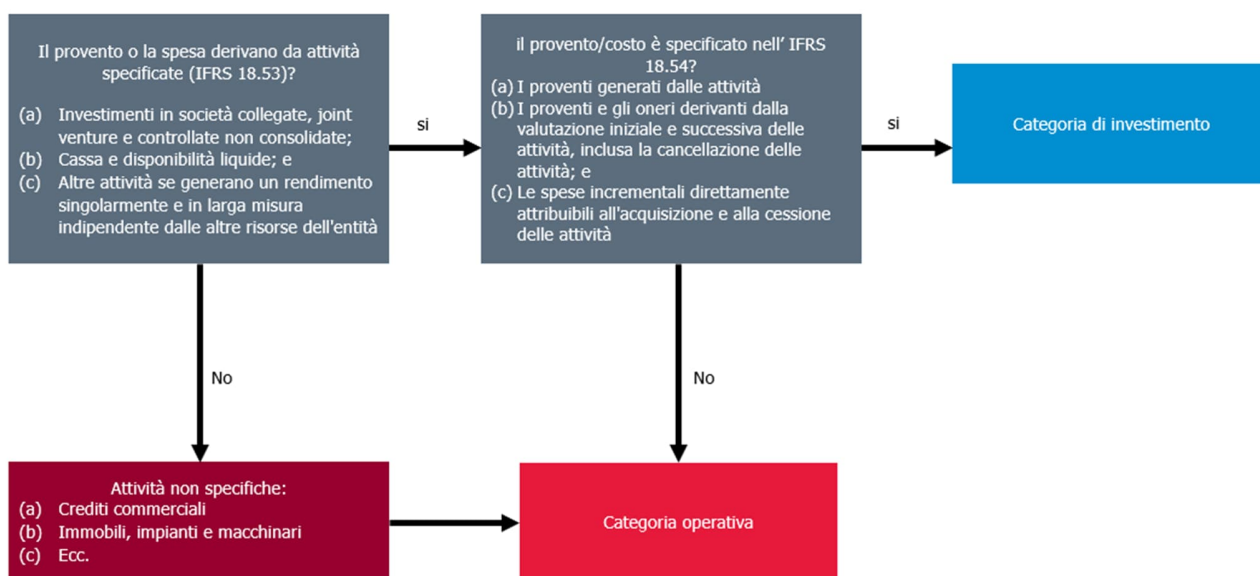 Il provento o la spesa derivano da attività
specificate (IFRS 18.53)?
(a) Investimenti in società collegate, joint
venture e controllate non consolidate;
(b) Cassa e disponibilità liquide; e
(c) Altre attività se generano un rendimento
singolarmente e in larga misura
indipendente dalle altre risorse dell'entità
si
il provento/costo è specificato nell' IFRS
18.54?
(a) I proventi generati dalle attività
(b) I proventi e gli oneri derivanti dalla
valutazione iniziale e successiva delle
attività, inclusa la cancellazione delle
attività; e
(c) Le spese incrementali direttamente
attribuibili all'acquisizione e alla cessione
delle attività
si
Categoria di investimento
No
No
Attività non specifiche:
(a) Crediti commerciali
(b) Immobili, impianti e macchinari
(c) Ecc.
Categoria operativa